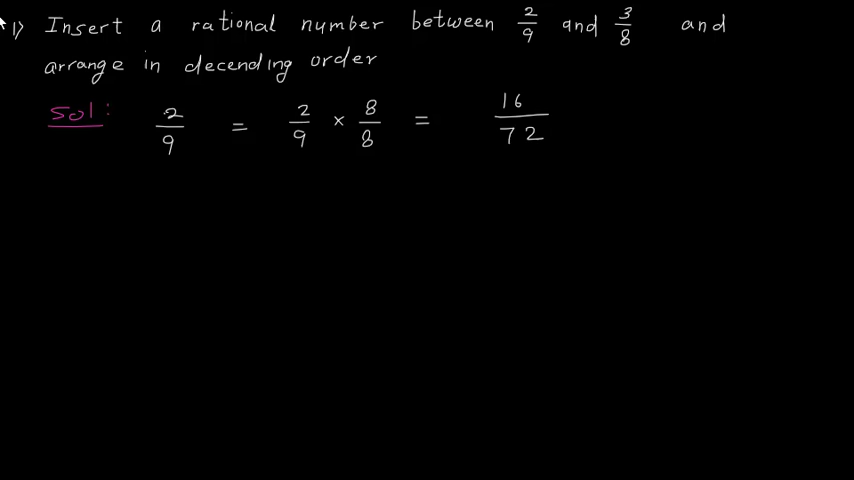 1) Insert a rational number between 2/9 and 3/8 and
arrange in decending order
Sol: 2/9 = 2/9 × 8/8 = 16/72